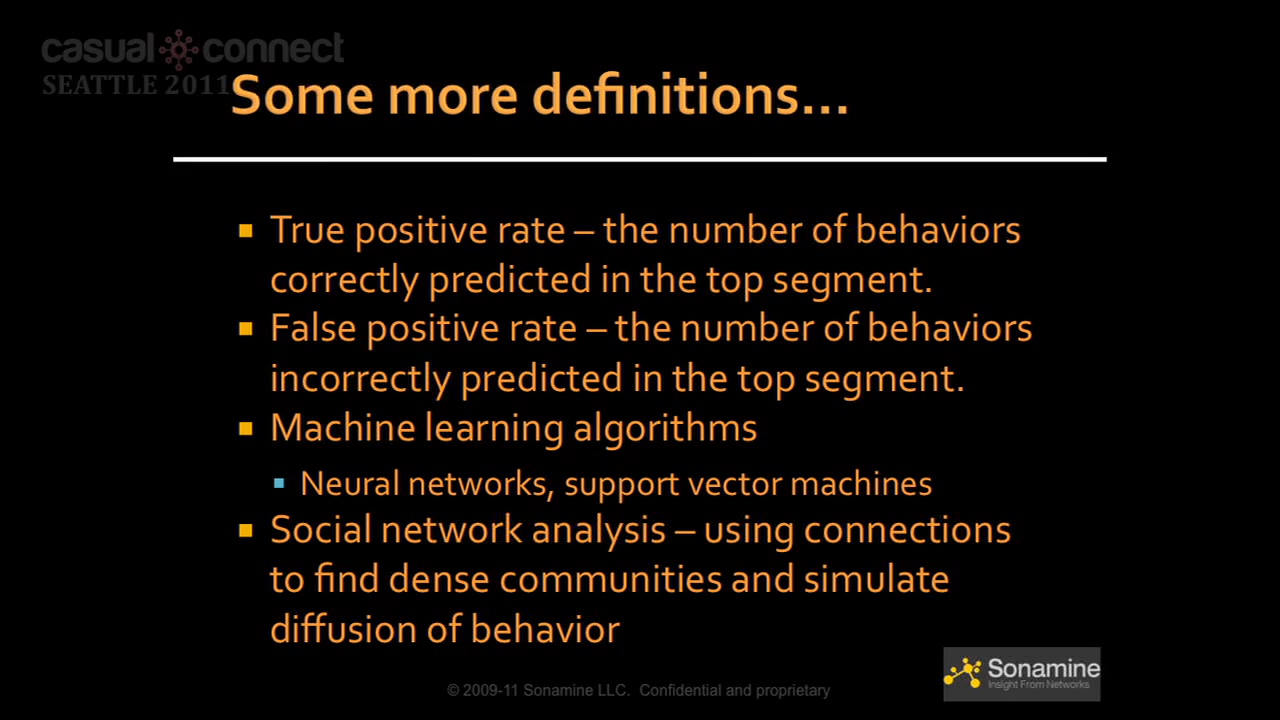 casual connect
SEATTLE 2011
Some more definitions...
True positive rate – the number of behaviors
correctly predicted in the top segment.
False positive rate – the number of behaviors
incorrectly predicted in the top segment.
Machine learning algorithms
Neural networks, support vector machines
Social network analysis – using connections
to find dense communities and simulate
diffusion of behavior
Sonamine
Insight From Networks
© 2009-11 Sonamine LLC. Confidential and proprietary